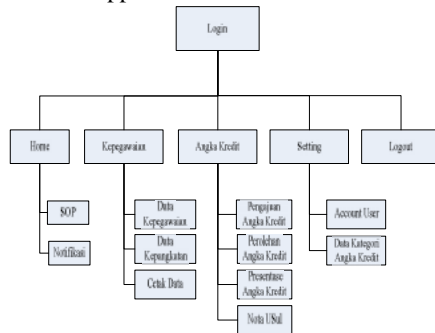 Login
Home
Kepegawaian
Angka Kredit
Setting
Logout
SOP
Notifikasi
Data
Kepegawaian
Data
Kepangkatan
Cetak Data
Pengajuan
Angka Kredit
Perolehan
Angka Kredit
Presentase
Angka Kredit
Nota USul
Account User
Data Kategori
Angka Kredit